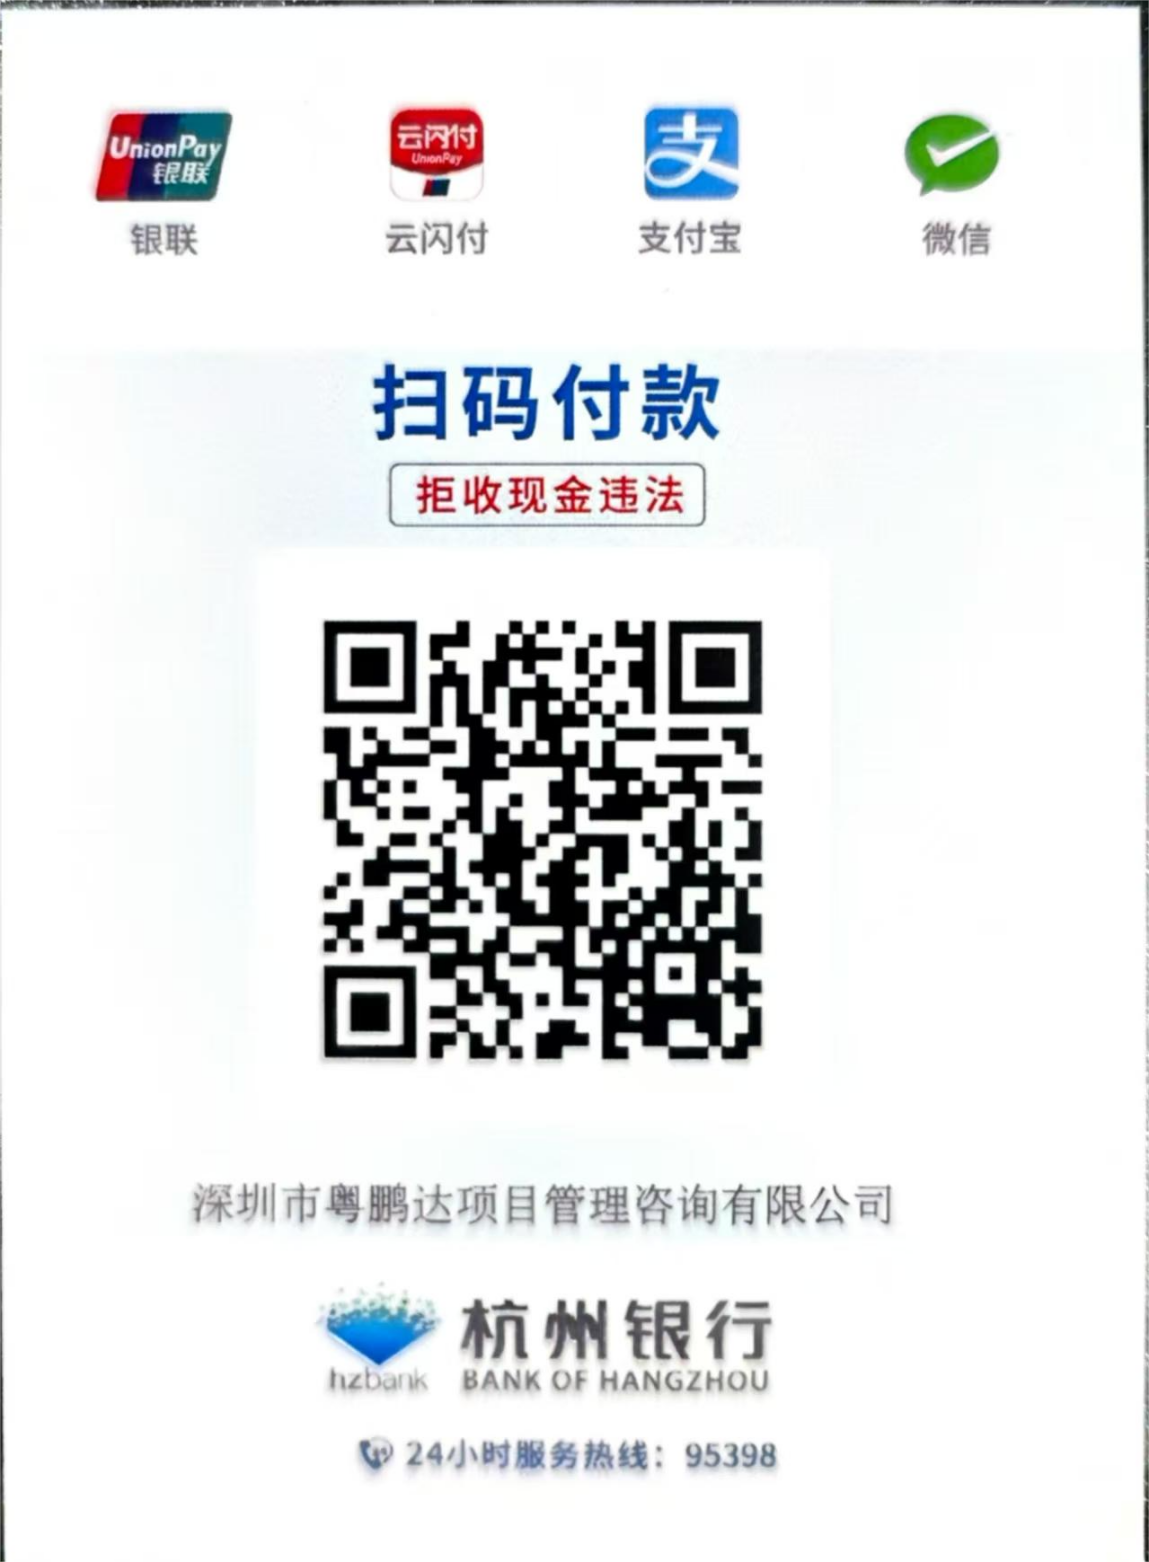 UnionPay
银联
云闪付
UnionPay
支
银联 云闪付 支付宝 微信
扫码付款
拒收现金违法
深圳市粤鹏达项目管理咨询有限公司
杭州银行
hzbank BANK OF HANGZHOU
24小时服务热线：95398